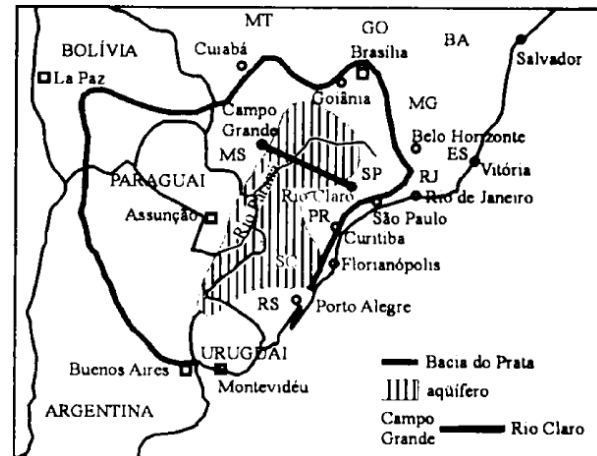 MT
GO
BA
BOLÍVIA
Cuiabá
Brasília
Salvador
La Paz
Goiânia
Campo
Grande
MG
Belo Horizonte
MS
ES
Vitória
SP
RJ
PARAGUAI
Rio Claro
Rio de Janeiro
Assunção
Rio Paraná
PR
São Paulo
Curitiba
SC
Florianópolis
RS
Porto Alegre
URUGUAI
Buenos Aires
Montevidéu
ARGENTINA
Bacia do Prata
aqüífero
Campo
Grande
Rio Claro